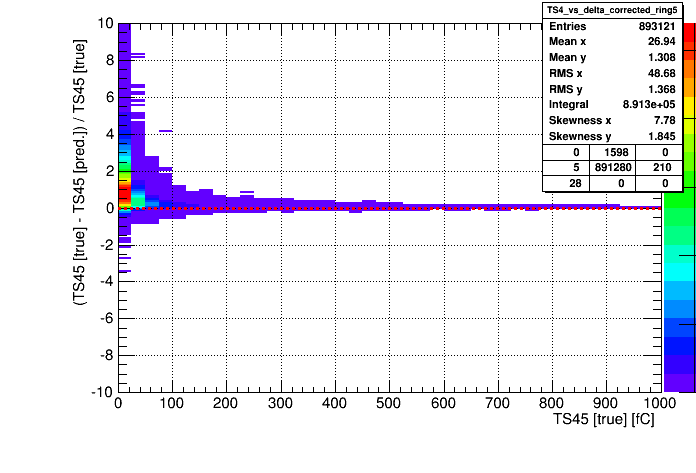 TS4_vs_delta_corrected_ring5
Entries 893121
Mean x 26.94
Mean y 1.308
RMS x 48.68
RMS y 1.368
Integral 8.913e+05
Skewness x 7.78
Skewness y 1.845
0 1598 0
5 891280 210
28 0 0
(TS45 [true] - TS45 [pred.]) / TS45 [true]
10
8
6
4
2
0
-2
-4
-6
-8
-10
0 100 200 300 400 500 600 700 800 900 1000
TS45 [true] [fC]